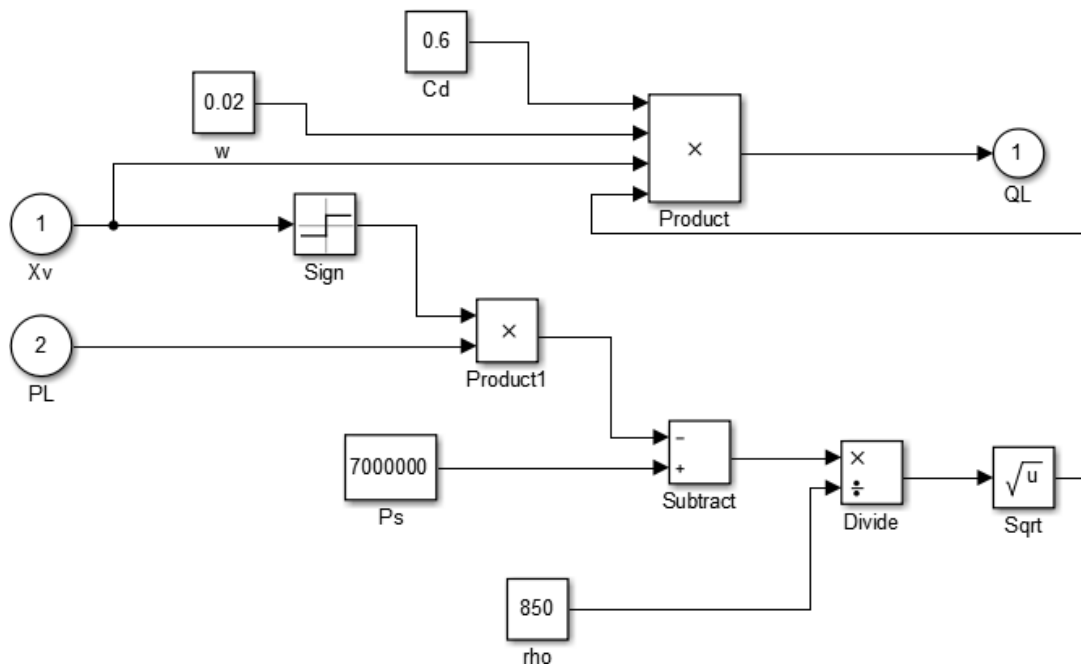 0.6
Cd
0.02
w
×
Product
1
QL
1
Xv
Sign
2
PL
×
Product1
7000000
Ps
−
+
Subtract
×
÷
Divide
√u
Sqrt
850
rho